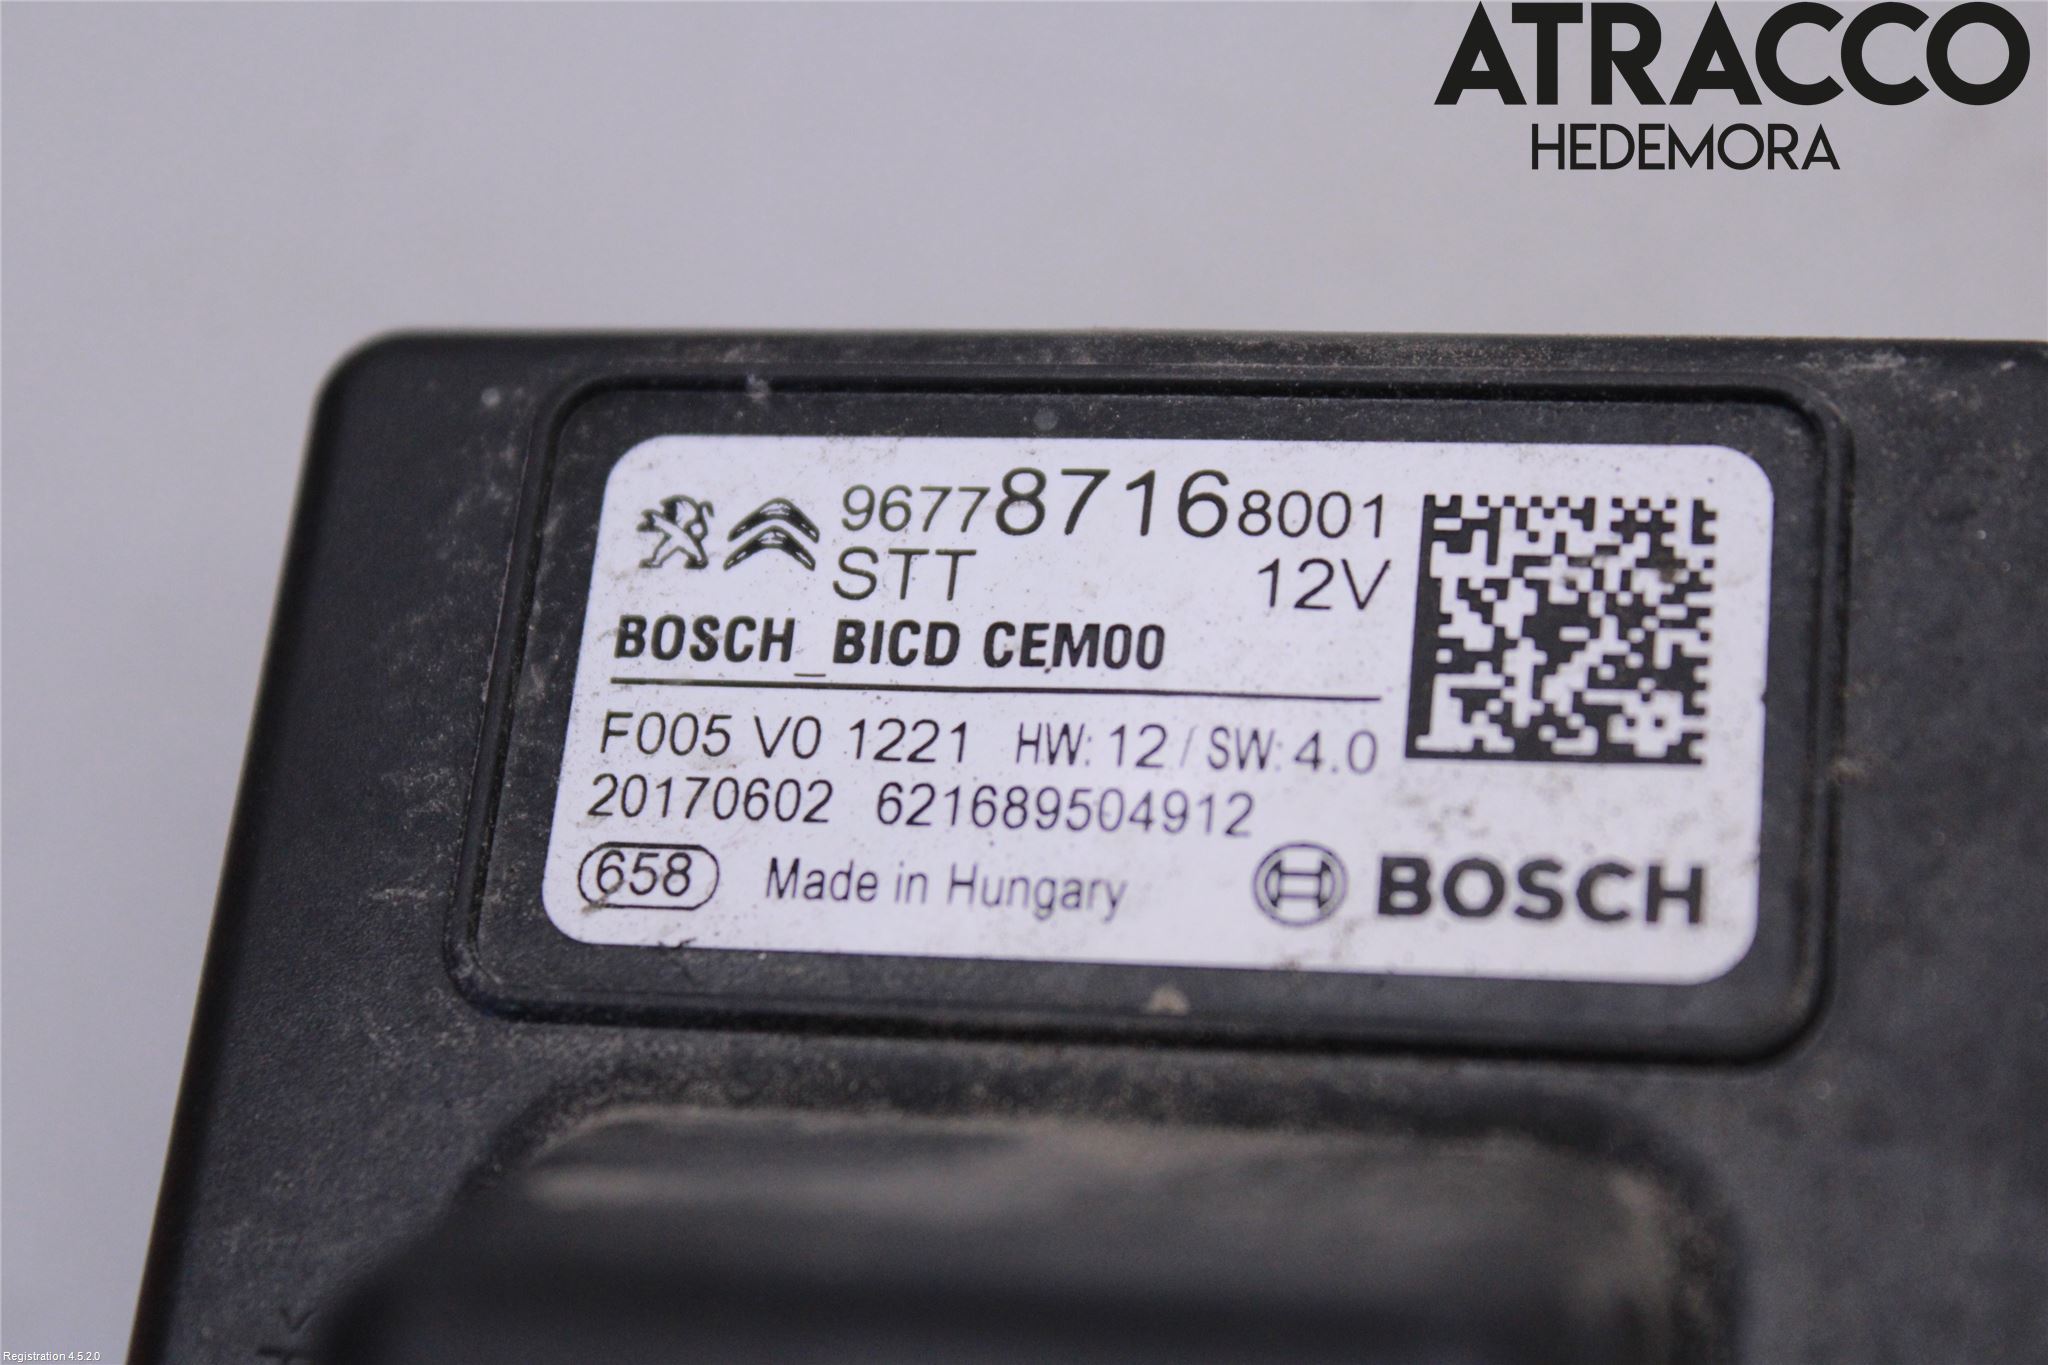 ATRACCO
HEDEMORA
96778716 8001
STT 12V
BOSCH_BICD CEM00
F005 V0 1221 HW: 12 / SW: 4.0
20170602 621689504912
658 Made in Hungary BOSCH
Registration 4.5.2.0